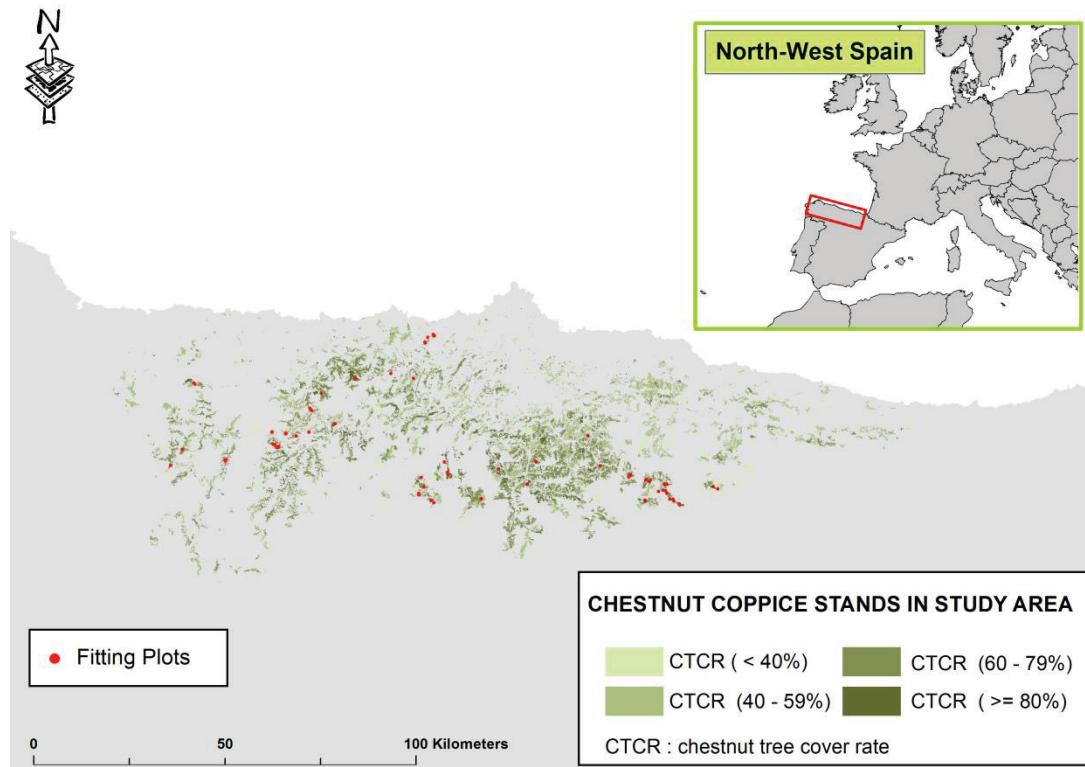 N
North-West Spain
CHESTNUT COPPICE STANDS IN STUDY AREA
CTCR ( < 40%)
CTCR (60 - 79%)
CTCR (40 - 59%)
CTCR ( >= 80%)
CTCR : chestnut tree cover rate
Fitting Plots
0 50 100 Kilometers